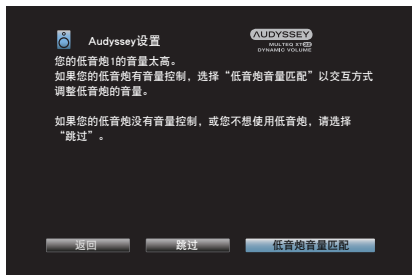 Audyssey设置
AUDYSSEY
MULTEQ XT32
DYNAMIC VOLUME
您的低音炮1的音量太高。
如果您的低音炮有音量控制，选择“低音炮音量匹配”以交互方式
调整低音炮的音量。
如果您的低音炮没有音量控制，或您不想使用低音炮，请选择
“跳过”。
返回
跳过
低音炮音量匹配